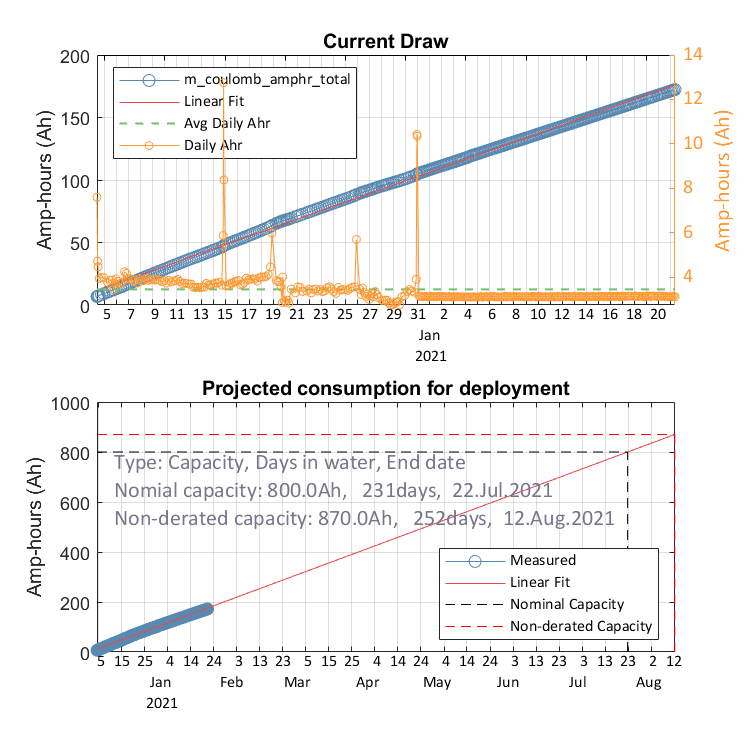 Current Draw
200
150
100
50
0
Amp-hours (Ah)
m_coulomb_amphr_total
Linear Fit
Avg Daily Ahr
Daily Ahr
14
12
10
8
6
4
Amp-hours (Ah)
5 7 9 11 13 15 17 19 21 23 25 27 29 31 2 4 6 8 10 12 14 16 18 20
Jan
2021
Projected consumption for deployment
1000
800
600
400
200
0
Amp-hours (Ah)
Type: Capacity, Days in water, End date
Nomial capacity: 800.0Ah, 231days, 22.Jul.2021
Non-derated capacity: 870.0Ah, 252days, 12.Aug.2021
Measured
Linear Fit
Nominal Capacity
Non-derated Capacity
5 15 25 4 14 24 3 13 23 5 15 25 4 14 24 4 14 24 3 13 23 3 13 23 2 12
Jan Feb Mar Apr May Jun Jul Aug
2021